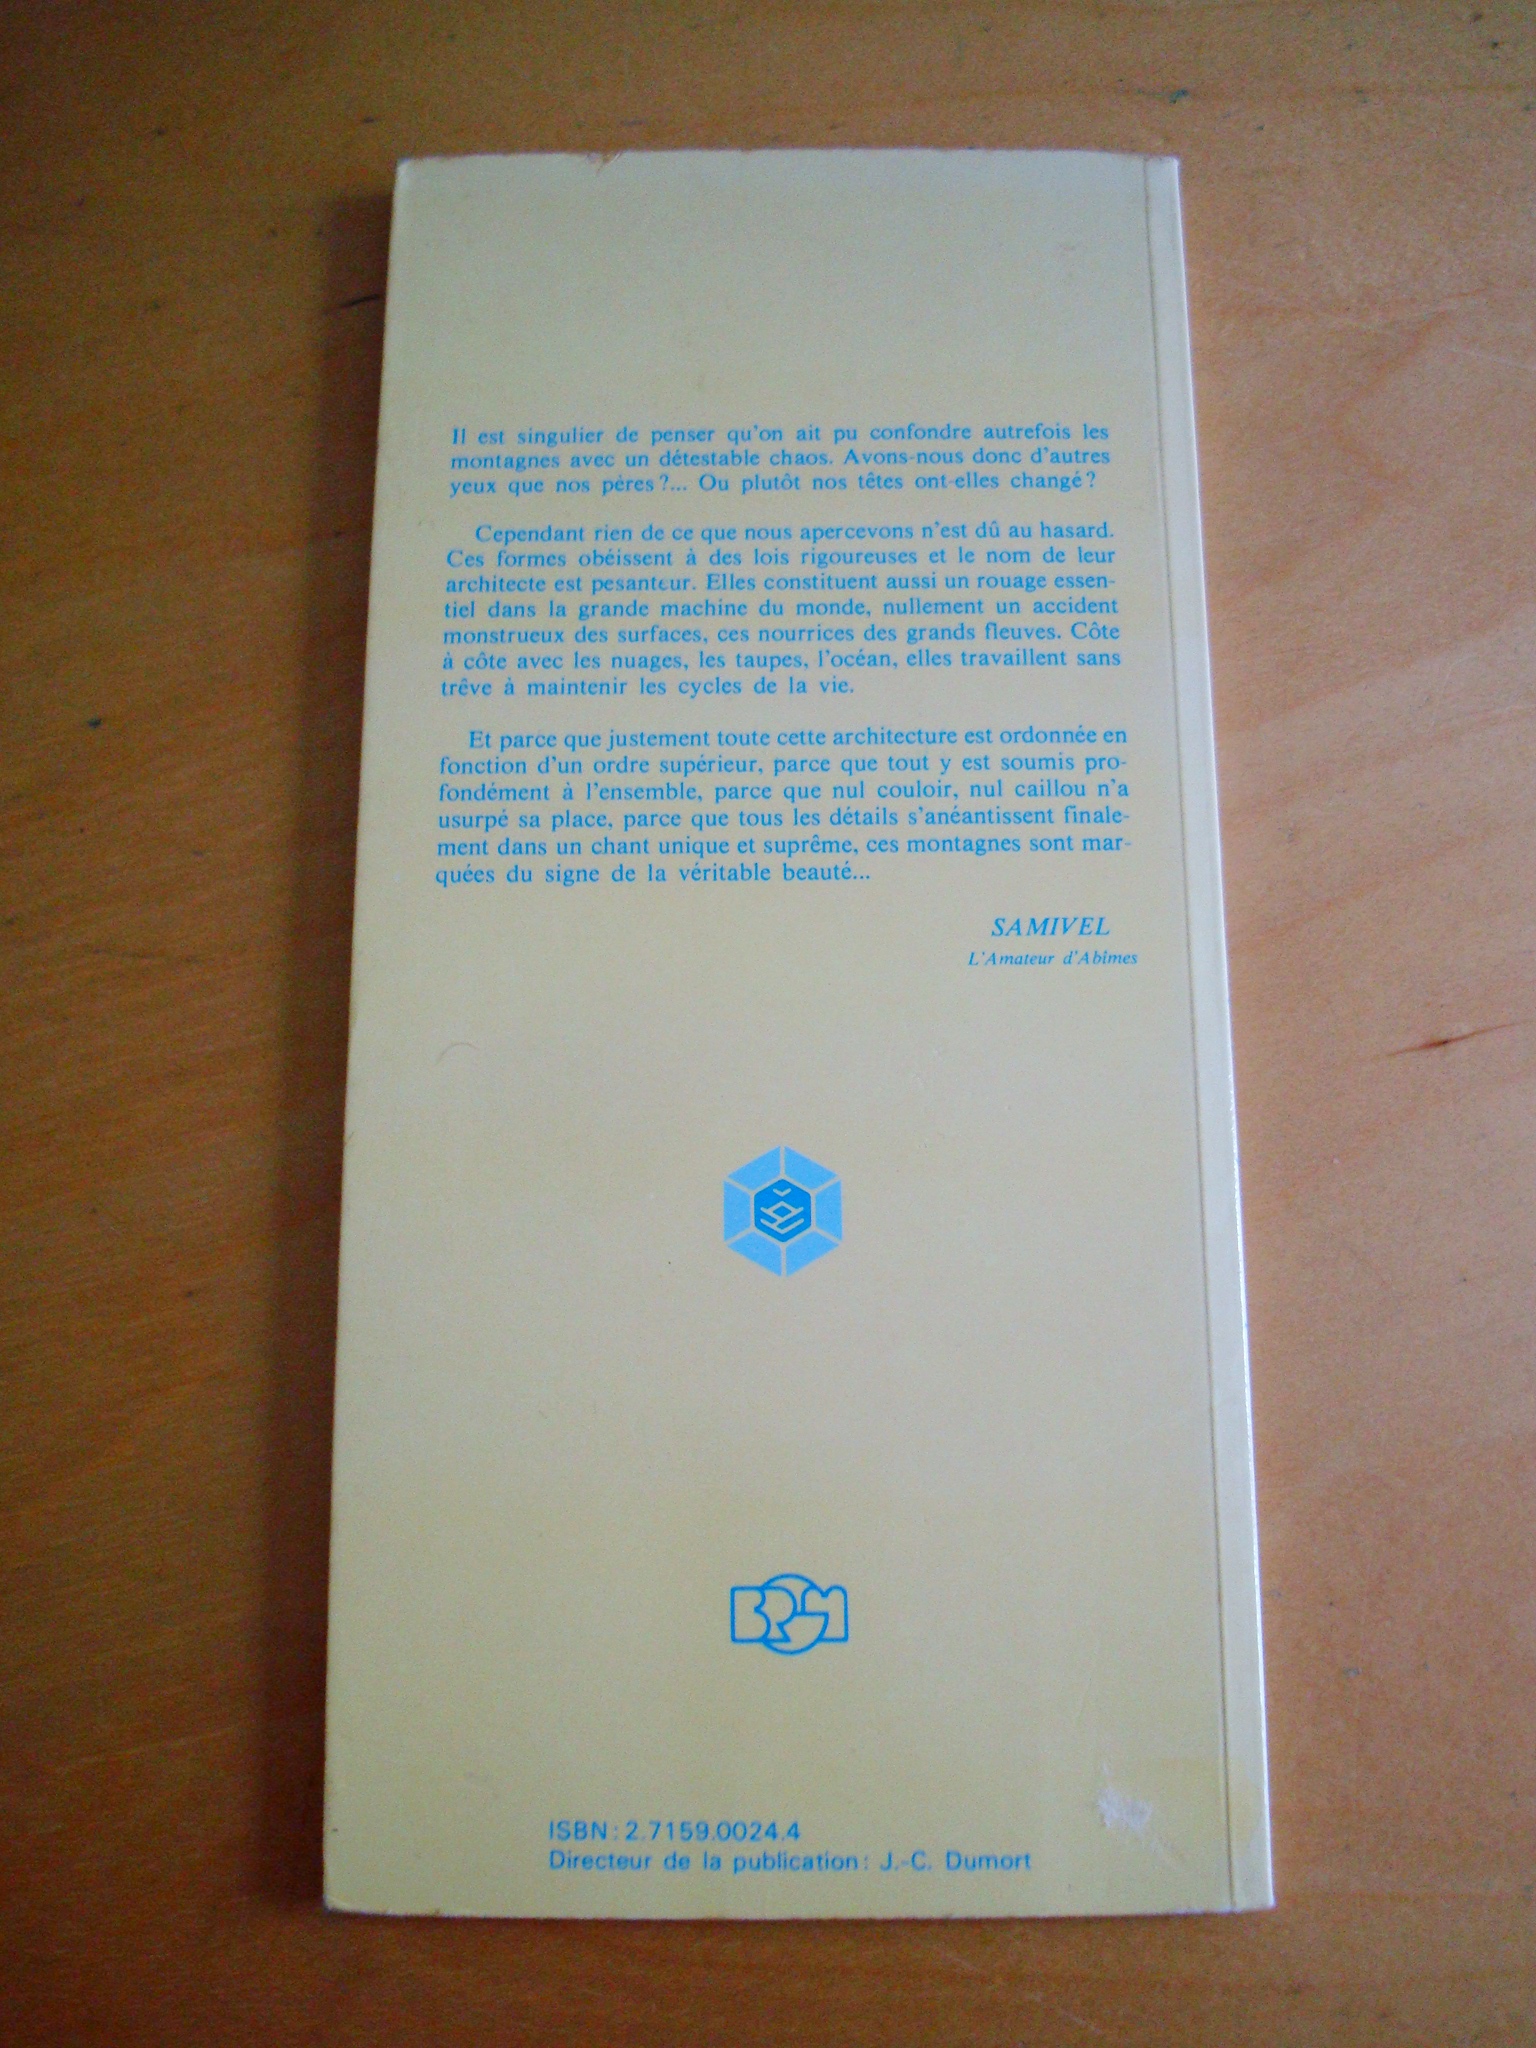 Il est singulier de penser qu'on ait pu confondre autrefois les
montagnes avec un détestable chaos. Avons-nous donc d'autres
yeux que nos pères?... Ou plutôt nos têtes ont-elles changé?
Cependant rien de ce que nous apercevons n'est dû au hasard.
Ces formes obéissent à des lois rigoureuses et le nom de leur
architecte est pesanteur. Elles constituent aussi un rouage essen-
tiel dans la grande machine du monde, nullement un accident
monstrueux des surfaces, ces nourrices des grands fleuves. Côte
à côte avec les nuages, les taupes, l'océan, elles travaillent sans
trêve à maintenir les cycles de la vie.
Et parce que justement toute cette architecture est ordonnée en
fonction d'un ordre supérieur, parce que tout y est soumis pro-
fondément à l'ensemble, parce que nul couloir, nul caillou n'a
usurpé sa place, parce que tous les détails s'anéantissent finale-
ment dans un chant unique et suprême, ces montagnes sont mar-
quées du signe de la véritable beauté...
SAMIVEL
L'Amateur d'Abîmes
BRGM
ISBN : 2.7159.0024.4
Directeur de la publication : J.-C. Dumort